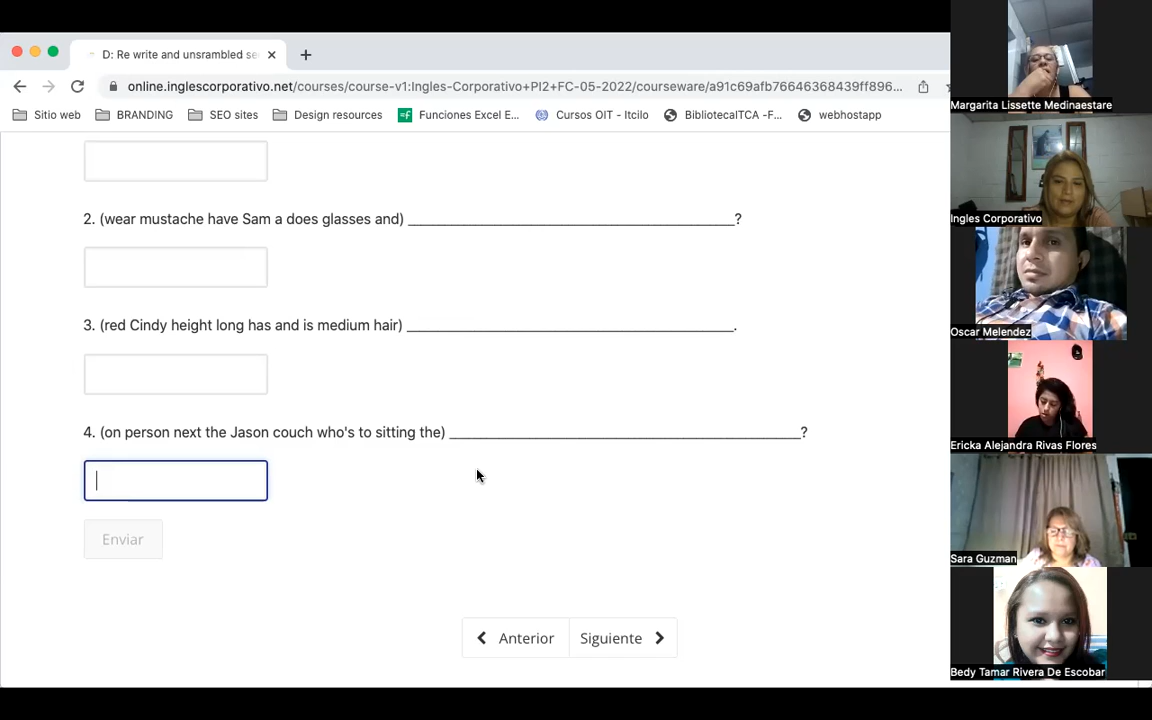 D: Re write and unsrambled se
online.inglescorporativo.net/courses/course-v1:Ingles-Corporativo+PI2+FC-05-2022/courseware/a91c69afb76646368439ff896...
Sitio web
BRANDING
SEO sites
Design resources
Funciones Excel E...
Cursos OIT - Itcilo
BibliotecalTCA -F...
webhostapp
2. (wear mustache have Sam a does glasses and) ________________________________________?
3. (red Cindy height long has and is medium hair) ________________________________________.
4. (on person next the Jason couch who's to sitting the) ___________________________________________?
Enviar
Anterior
Siguiente
Margarita Lissette Medinaestare
Ingles Corporativo
Oscar Melendez
Ericka Alejandra Rivas Flores
Sara Guzman
Bedy Tamar Rivera De Escobar